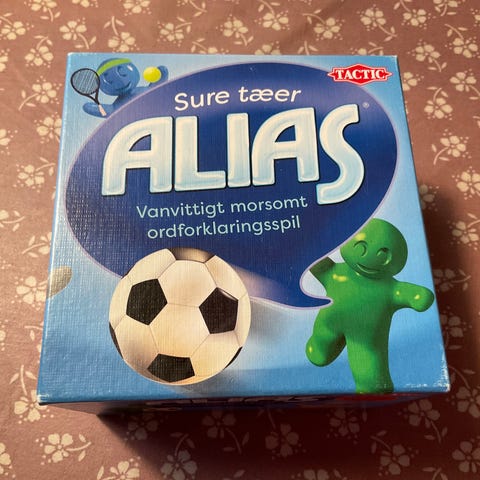 TACTIC
Sure tæer
ALIAS®
Vanvittigt morsomt
ordforklaringsspil